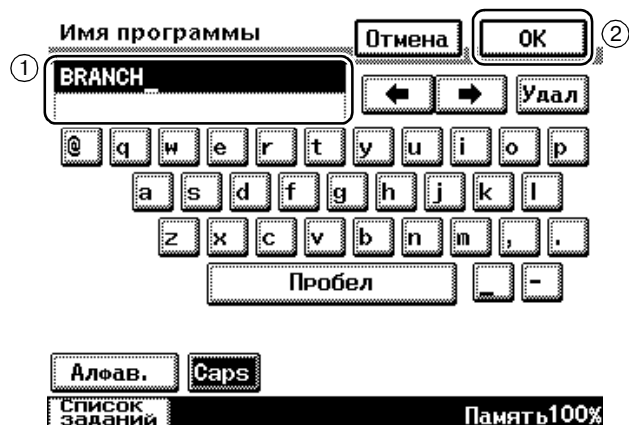 Имя программы Отмена OK ②
① BRANCH_
← → Удал
@ q w e r t y u i o p
a s d f g h j k l
z x c v b n m , .
Пробел _ -
Алфав. Caps
Список
заданий Память100%